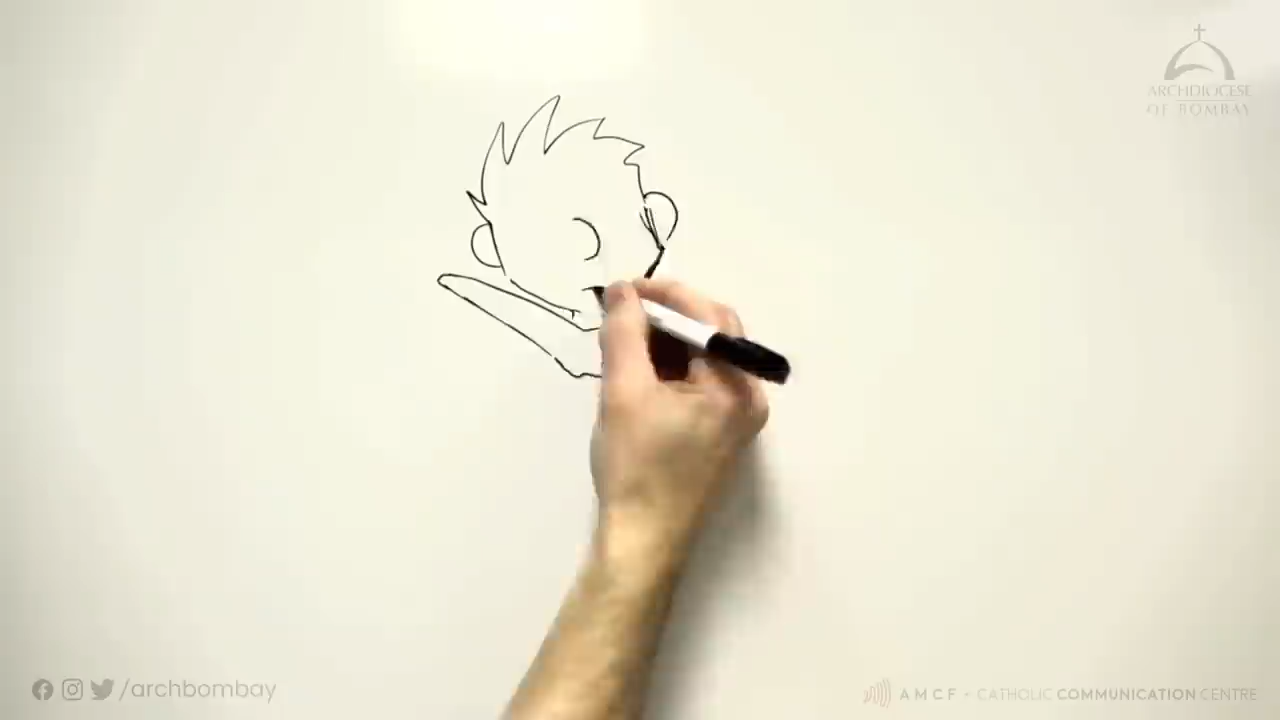 ARCHDIOCESE
OF BOMBAY
/archbombay
AMCF - CATHOLIC COMMUNICATION CENTRE